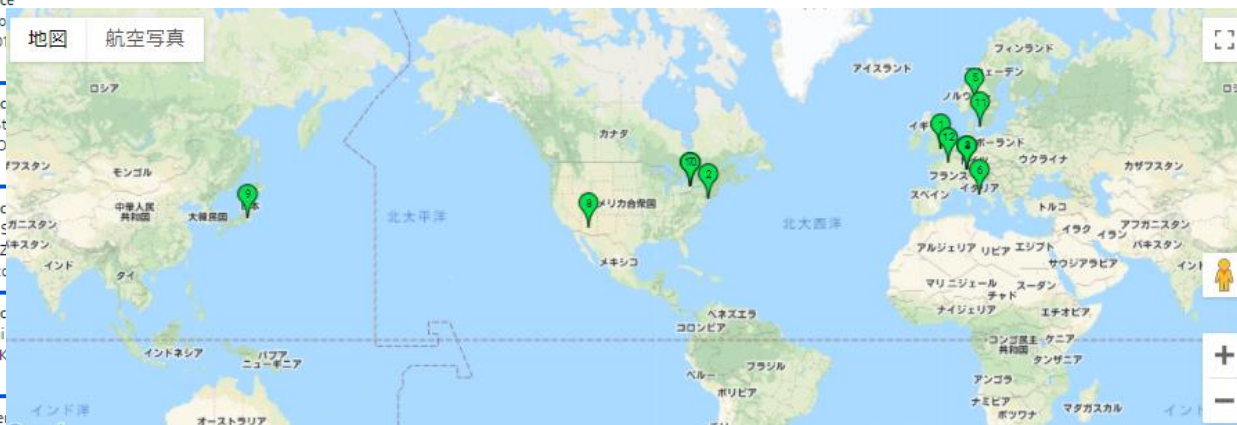 地図 航空写真
ロシア
モンゴル
中華人民
共和国
大韓民国
インド
タイ
インドネシア
パプア
ニューギニア
インド洋
オーストラリア
北太平洋
カナダ
メリカ合衆国
メキシコ
ベネズエラ
コロンビア
ペルー
ブラジル
ボリビア
北大西洋
アイスランド
フィンランド
ウェーデン
ノルウ
イギ
ポーランド
ウクライナ
フランス
スペイン
イタリア
カザフスタン
トルコ
イラク
イラン
アフガニスタン
パキスタン
アルジェリア
リビア
エジプト
サウジアラビア
マリ
ニジェール
チャド
スーダン
ナイジェリア
エチオピア
コンゴ民主
共和国
ケニア
タンザニア
アンゴラ
ナミビア
ボツワナ
マダガスカル
9
8
10
2
5
11
1
12
6